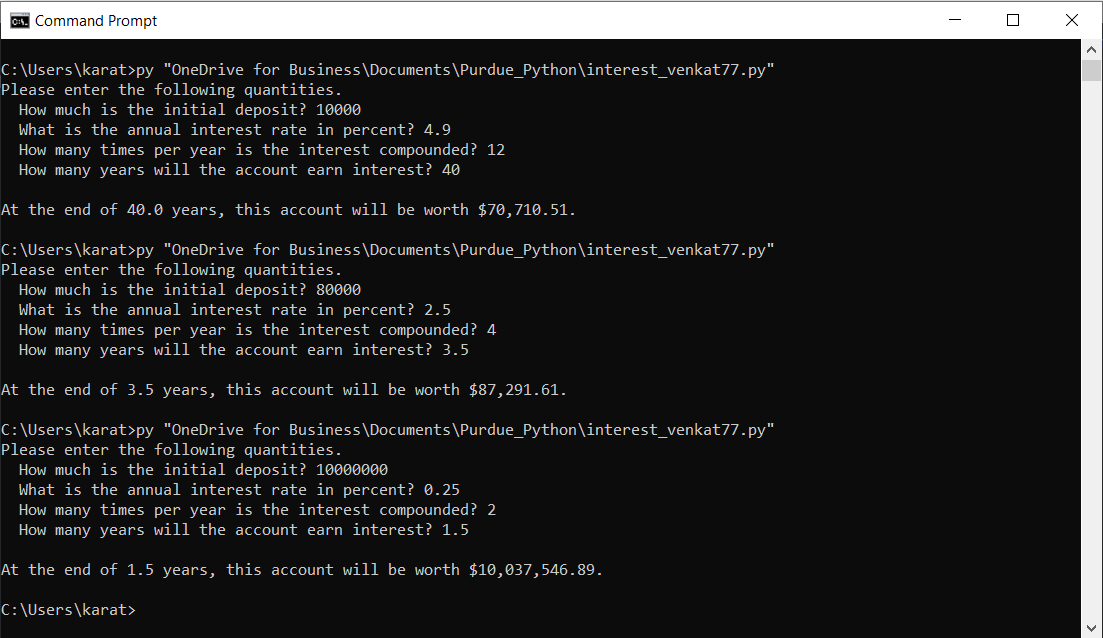 Command Prompt
C:\Users\karat>py "OneDrive for Business\Documents\Purdue_Python\interest_venkat77.py"
Please enter the following quantities.
  How much is the initial deposit? 10000
  What is the annual interest rate in percent? 4.9
  How many times per year is the interest compounded? 12
  How many years will the account earn interest? 40
At the end of 40.0 years, this account will be worth $70,710.51.
C:\Users\karat>py "OneDrive for Business\Documents\Purdue_Python\interest_venkat77.py"
Please enter the following quantities.
  How much is the initial deposit? 80000
  What is the annual interest rate in percent? 2.5
  How many times per year is the interest compounded? 4
  How many years will the account earn interest? 3.5
At the end of 3.5 years, this account will be worth $87,291.61.
C:\Users\karat>py "OneDrive for Business\Documents\Purdue_Python\interest_venkat77.py"
Please enter the following quantities.
  How much is the initial deposit? 10000000
  What is the annual interest rate in percent? 0.25
  How many times per year is the interest compounded? 2
  How many years will the account earn interest? 1.5
At the end of 1.5 years, this account will be worth $10,037,546.89.
C:\Users\karat>